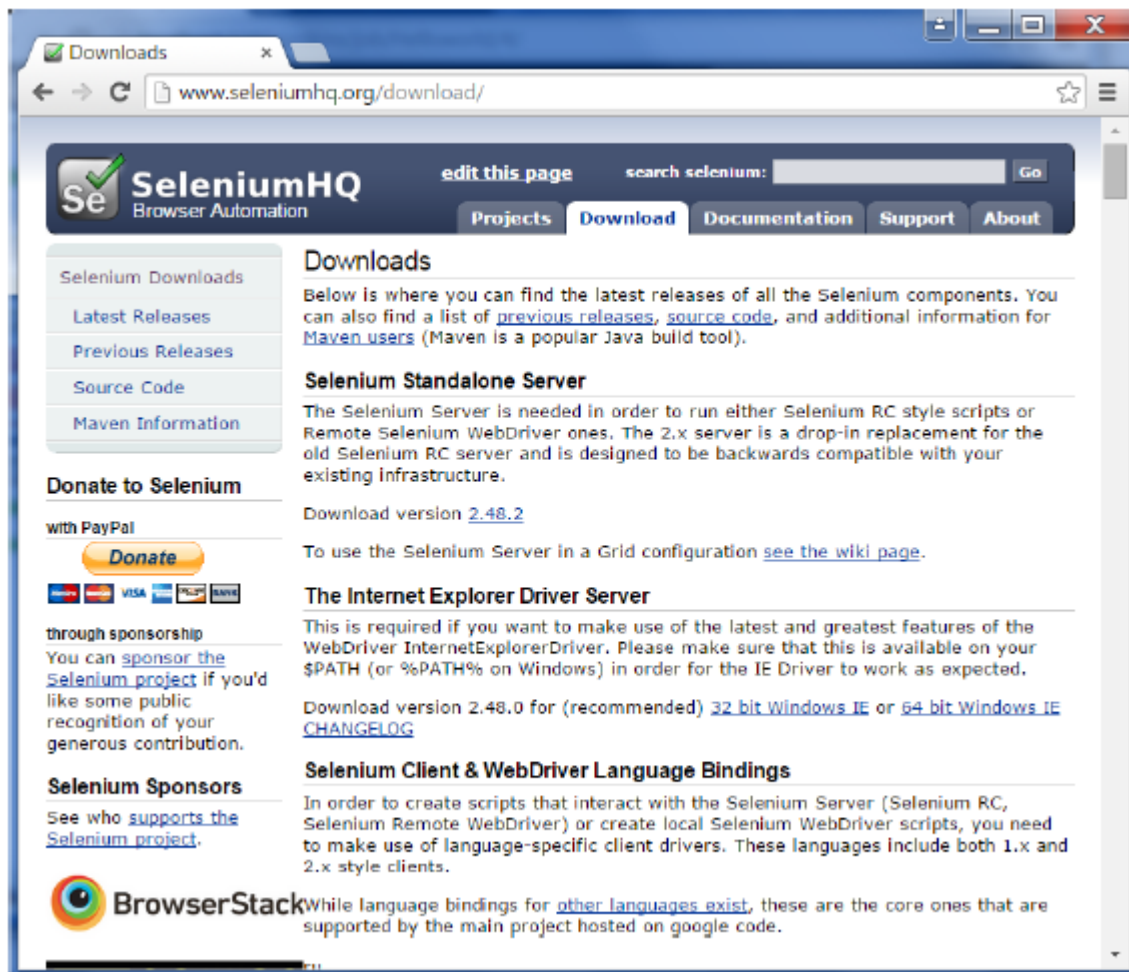 Downloads
www.seleniumhq.org/download/
Se
SeleniumHQ
Browser Automation
edit this page
search selenium:
Go
Projects
Download
Documentation
Support
About
Selenium Downloads
Latest Releases
Previous Releases
Source Code
Maven Information
Donate to Selenium
with PayPal
Donate
VISA
through sponsorship
You can sponsor the
Selenium project if you'd
like some public
recognition of your
generous contribution.
Selenium Sponsors
See who supports the
Selenium project.
BrowserStack
Downloads
Below is where you can find the latest releases of all the Selenium components. You
can also find a list of previous releases, source code, and additional information for
Maven users (Maven is a popular Java build tool).
Selenium Standalone Server
The Selenium Server is needed in order to run either Selenium RC style scripts or
Remote Selenium WebDriver ones. The 2.x server is a drop-in replacement for the
old Selenium RC server and is designed to be backwards compatible with your
existing infrastructure.
Download version 2.48.2
To use the Selenium Server in a Grid configuration see the wiki page.
The Internet Explorer Driver Server
This is required if you want to make use of the latest and greatest features of the
WebDriver InternetExplorerDriver. Please make sure that this is available on your
$PATH (or %PATH% on Windows) in order for the IE Driver to work as expected.
Download version 2.48.0 for (recommended) 32 bit Windows IE or 64 bit Windows IE
CHANGELOG
Selenium Client & WebDriver Language Bindings
In order to create scripts that interact with the Selenium Server (Selenium RC,
Selenium Remote WebDriver) or create local Selenium WebDriver scripts, you need
to make use of language-specific client drivers. These languages include both 1.x and
2.x style clients.
While language bindings for other languages exist, these are the core ones that are
supported by the main project hosted on google code.